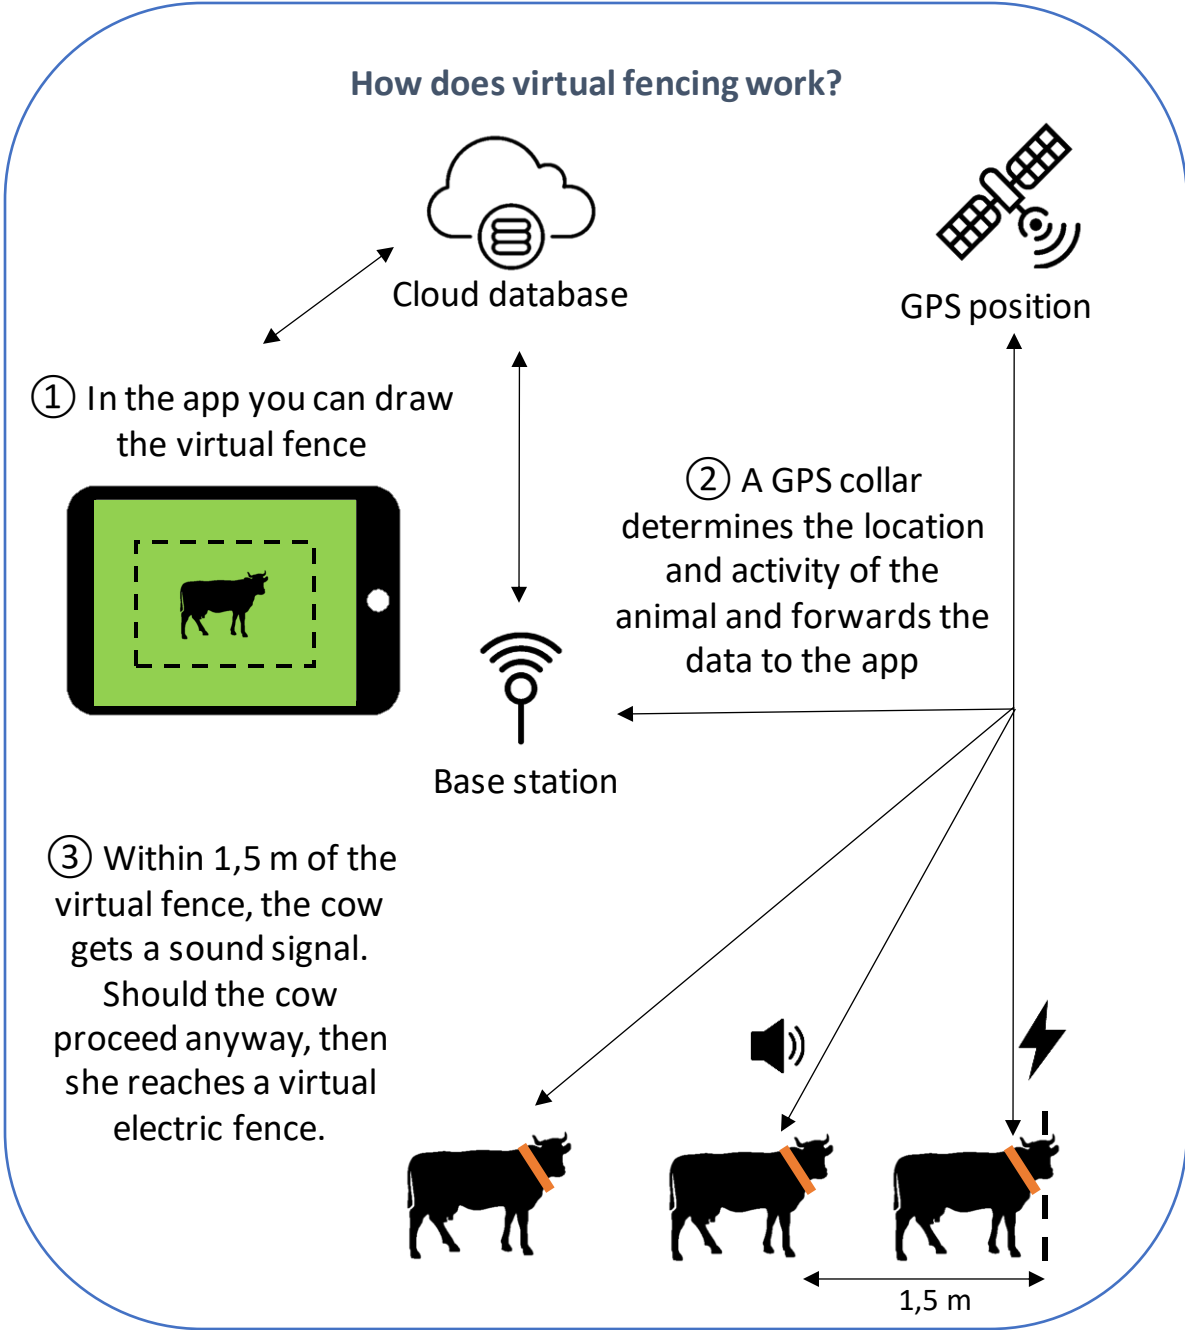 How does virtual fencing work?
Cloud database
GPS position
① In the app you can draw
the virtual fence
② A GPS collar
determines the location
and activity of the
animal and forwards the
data to the app
Base station
③ Within 1,5 m of the
virtual fence, the cow
gets a sound signal.
Should the cow
proceed anyway, then
she reaches a virtual
electric fence.
1,5 m